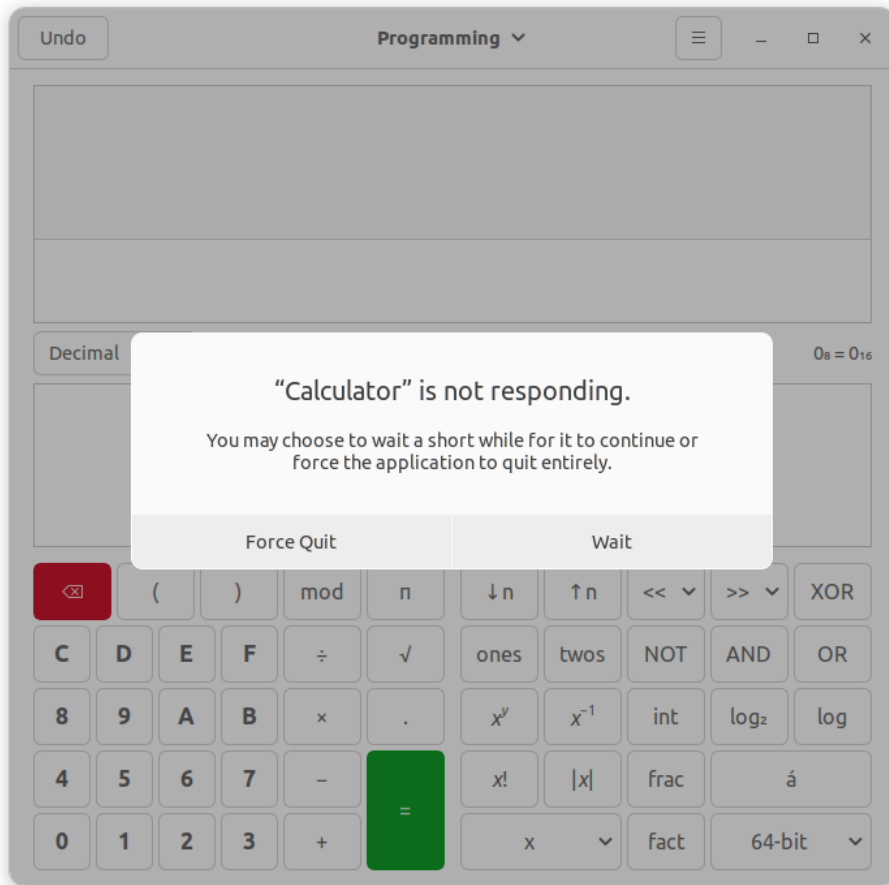 Undo Programming
Decimal 0₈ = 0₁₆
“Calculator” is not responding.
You may choose to wait a short while for it to continue or
force the application to quit entirely.
Force Quit Wait
( ) mod π ↓n ↑n << >> XOR
C D E F ÷ √ ones twos NOT AND OR
8 9 A B × . xʸ x⁻¹ int log₂ log
4 5 6 7 − = x! |x| frac á
0 1 2 3 + x fact 64-bit